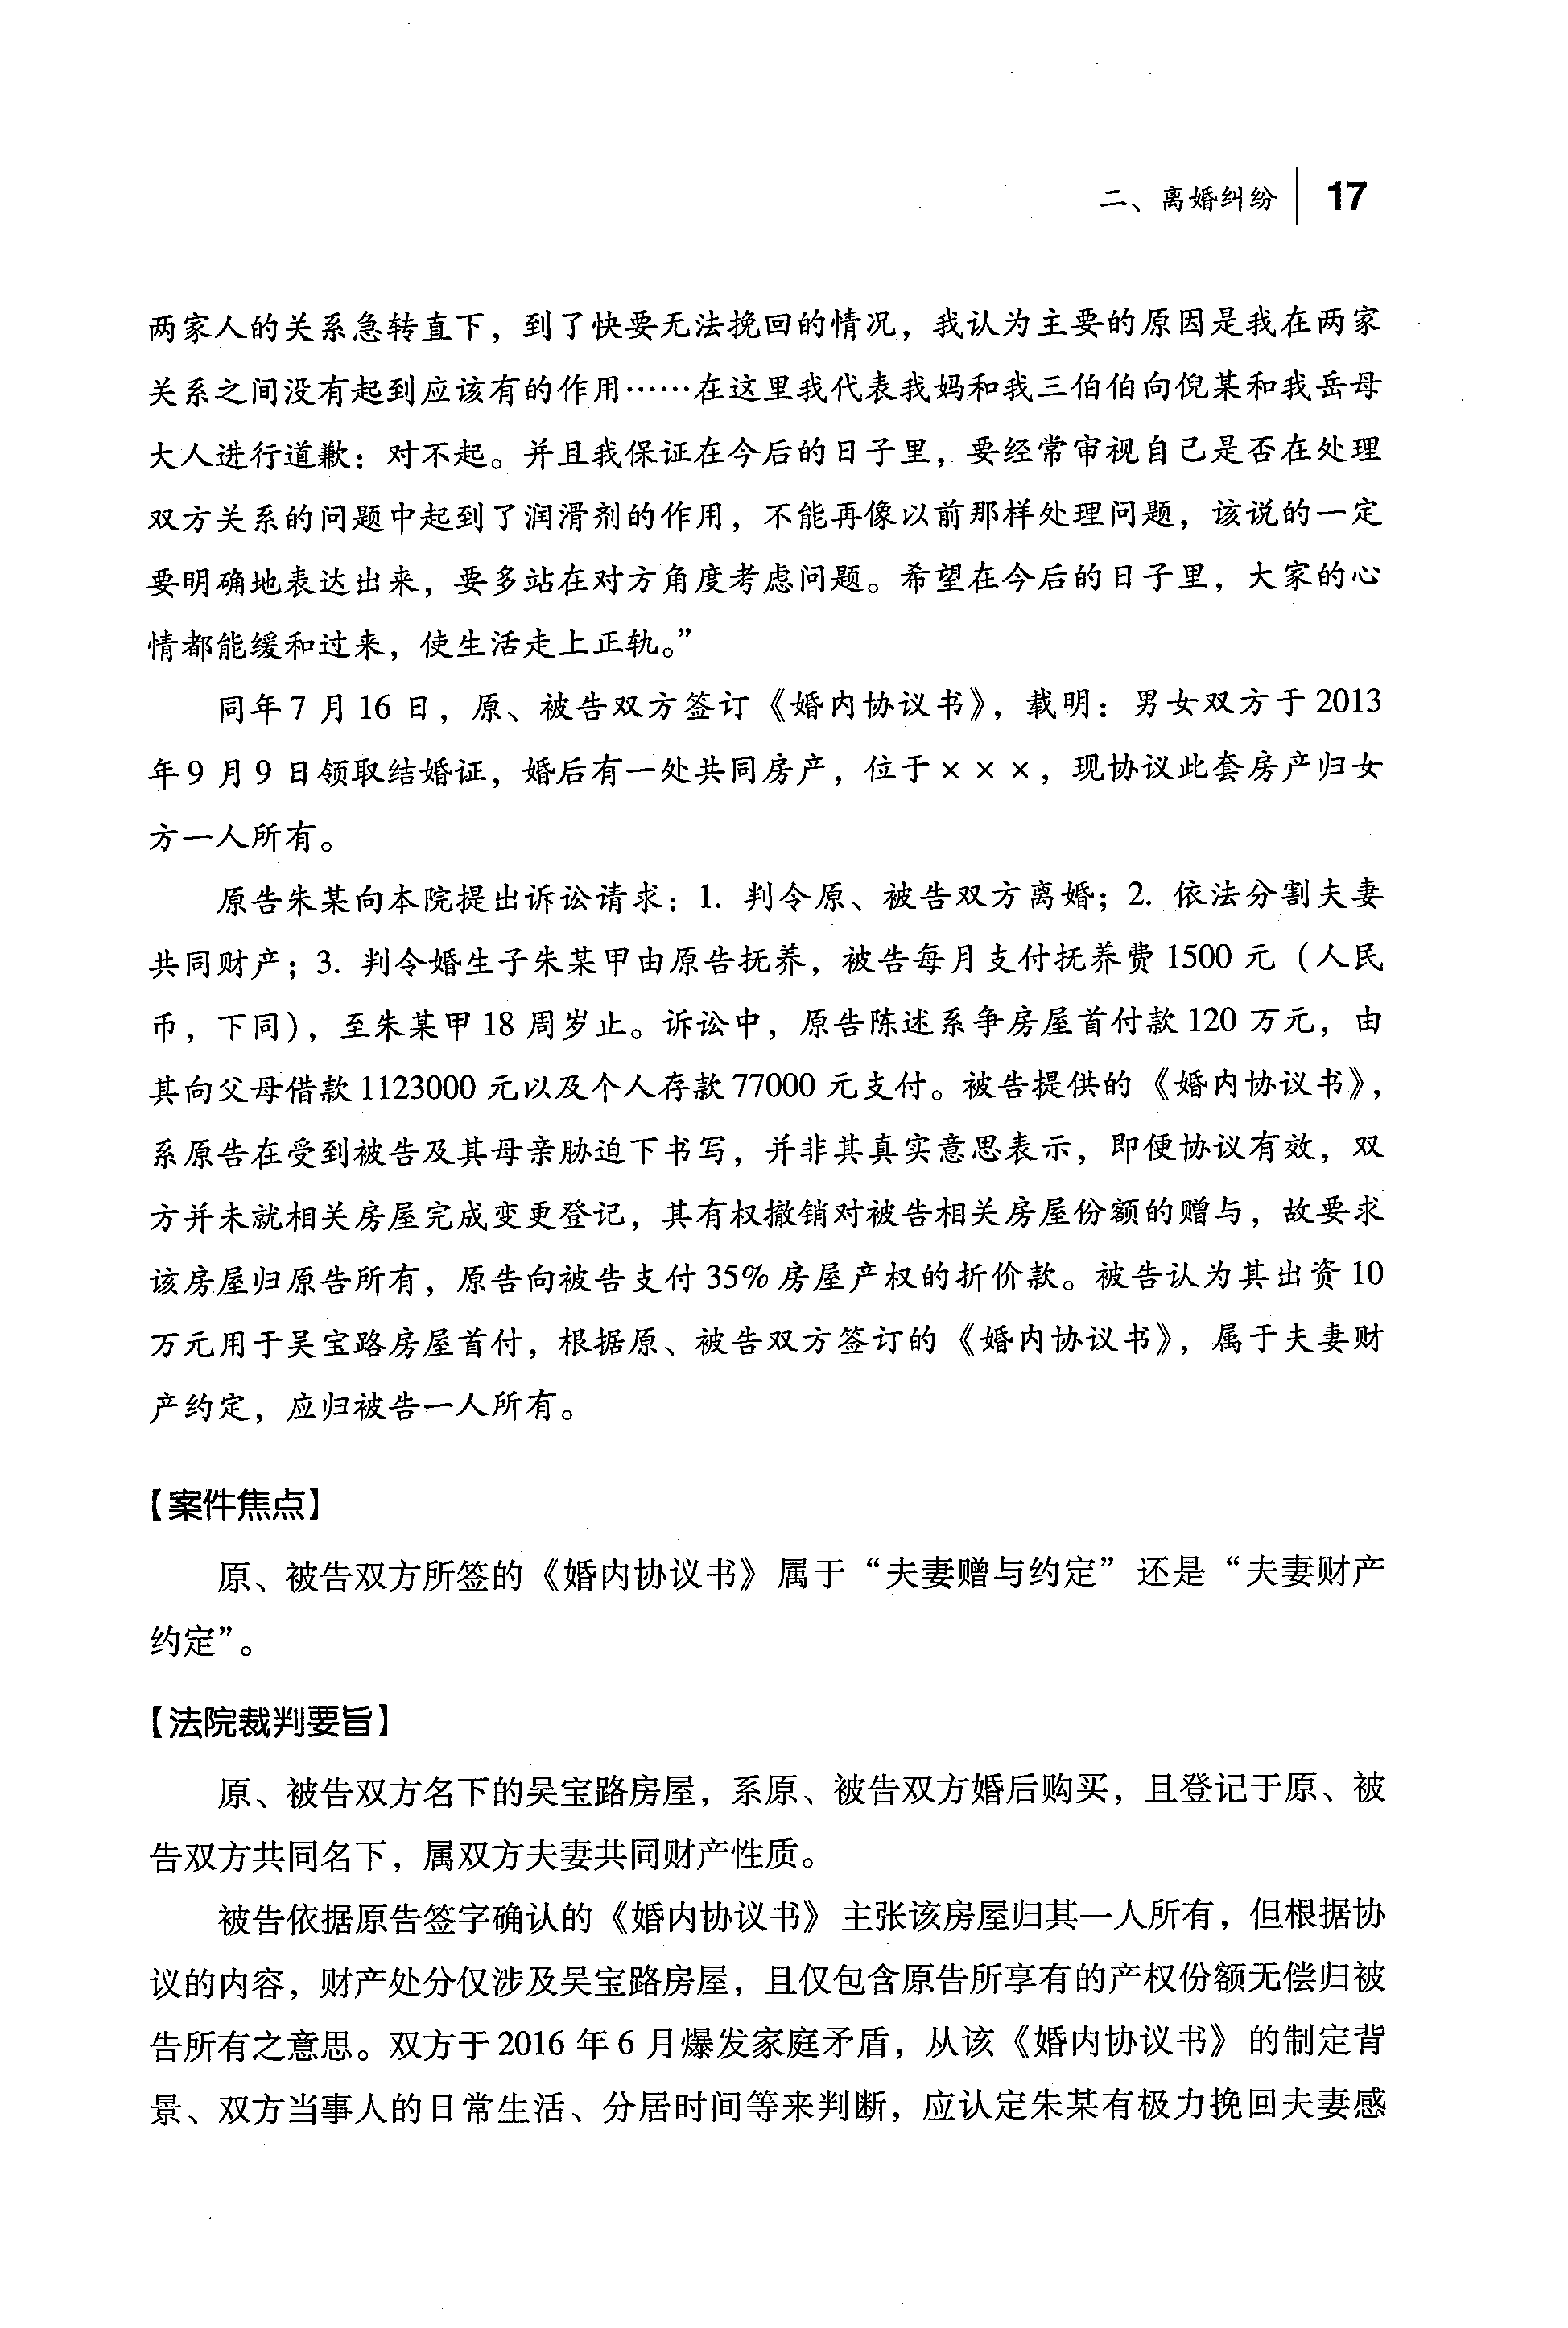 二、离婚纠纷 17
两家人的关系急转直下，到了快要无法挽回的情况，我认为主要的原因是我在两家
关系之间没有起到应该有的作用……在这里我代表我妈和我三伯伯向倪某和我岳母
大人进行道歉：对不起。并且我保证在今后的日子里，要经常审视自己是否在处理
双方关系的问题中起到了润滑剂的作用，不能再像以前那样处理问题，该说的一定
要明确地表达出来，要多站在对方角度考虑问题。希望在今后的日子里，大家的心
情都能缓和过来，使生活走上正轨。”
同年7月16日，原、被告双方签订《婚内协议书》，载明：男女双方于2013
年9月9日领取结婚证，婚后有一处共同房产，位于×××，现协议此套房产归女
方一人所有。
原告朱某向本院提出诉讼请求：1. 判令原、被告双方离婚；2. 依法分割夫妻
共同财产；3. 判令婚生子朱某甲由原告抚养，被告每月支付抚养费1500元（人民
币，下同），至朱某甲18周岁止。诉讼中，原告陈述系争房屋首付款120万元，由
其向父母借款1123000元以及个人存款77000元支付。被告提供的《婚内协议书》，
系原告在受到被告及其母亲胁迫下书写，并非其真实意思表示，即便协议有效，双
方并未就相关房屋完成变更登记，其有权撤销对被告相关房屋份额的赠与，故要求
该房屋归原告所有，原告向被告支付35%房屋产权的折价款。被告认为其出资10
万元用于吴宝路房屋首付，根据原、被告双方签订的《婚内协议书》，属于夫妻财
产约定，应归被告一人所有。
【案件焦点】
原、被告双方所签的《婚内协议书》属于“夫妻赠与约定”还是“夫妻财产
约定”。
【法院裁判要旨】
原、被告双方名下的吴宝路房屋，系原、被告双方婚后购买，且登记于原、被
告双方共同名下，属双方夫妻共同财产性质。
被告依据原告签字确认的《婚内协议书》主张该房屋归其一人所有，但根据协
议的内容，财产处分仅涉及吴宝路房屋，且仅包含原告所享有的产权份额无偿归被
告所有之意思。双方于2016年6月爆发家庭矛盾，从该《婚内协议书》的制定背
景、双方当事人的日常生活、分居时间等来判断，应认定朱某有极力挽回夫妻感